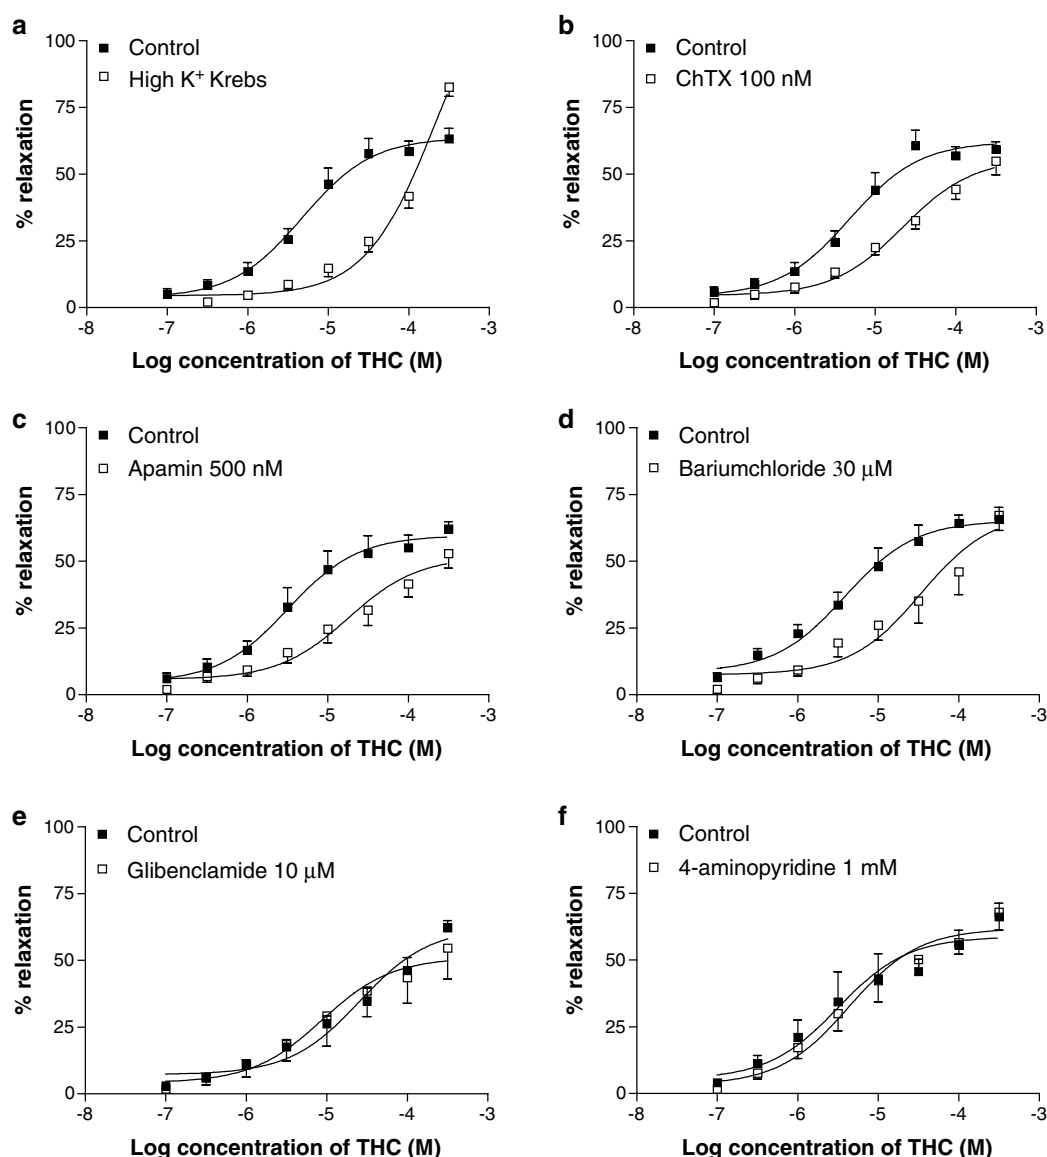 a
100
Control
High K+ Krebs
75
50
25
0
% relaxation
-8 -7 -6 -5 -4 -3
Log concentration of THC (M)
b
100
Control
ChTX 100 nM
75
50
25
0
% relaxation
-8 -7 -6 -5 -4 -3
Log concentration of THC (M)
c
100
Control
Apamin 500 nM
75
50
25
0
% relaxation
-8 -7 -6 -5 -4 -3
Log concentration of THC (M)
d
100
Control
Bariumchloride 30 μM
75
50
25
0
% relaxation
-8 -7 -6 -5 -4 -3
Log concentration of THC (M)
e
100
Control
Glibenclamide 10 μM
75
50
25
0
% relaxation
-8 -7 -6 -5 -4 -3
Log concentration of THC (M)
f
100
Control
4-aminopyridine 1 mM
75
50
25
0
% relaxation
-8 -7 -6 -5 -4 -3
Log concentration of THC (M)